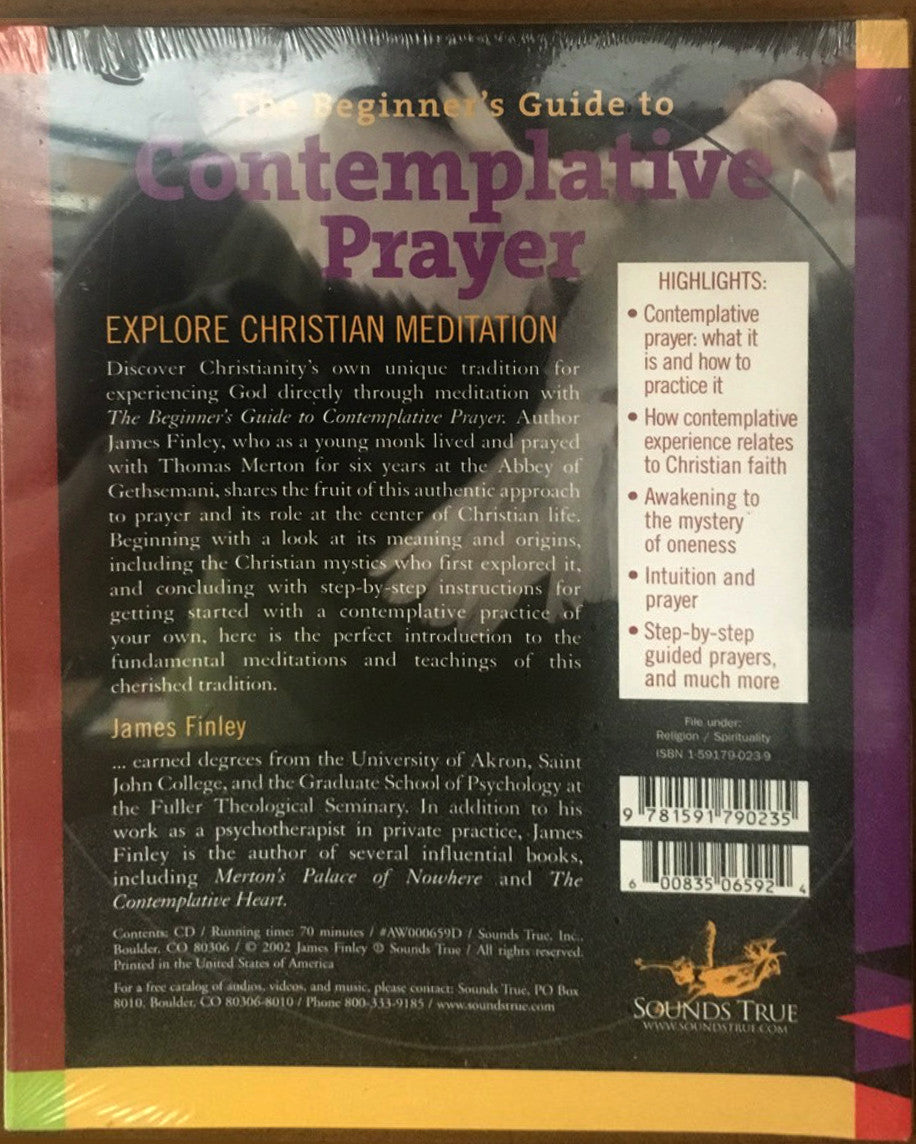 The Beginner's Guide to
Contemplative
Prayer
EXPLORE CHRISTIAN MEDITATION
Discover Christianity's own unique tradition for
experiencing God directly through meditation with
The Beginner's Guide to Contemplative Prayer. Author
James Finley, who as a young monk lived and prayed
with Thomas Merton for six years at the Abbey of
Gethsemani, shares the fruit of this authentic approach
to prayer and its role at the center of Christian life.
Beginning with a look at its meaning and origins,
including the Christian mystics who first explored it,
and concluding with step-by-step instructions for
getting started with a contemplative practice of
your own, here is the perfect introduction to the
fundamental meditations and teachings of this
cherished tradition.
James Finley
... earned degrees from the University of Akron, Saint
John College, and the Graduate School of Psychology at
the Fuller Theological Seminary. In addition to his
work as a psychotherapist in private practice, James
Finley is the author of several influential books,
including Merton's Palace of Nowhere and The
Contemplative Heart.
Contents: CD / Running time: 70 minutes / #AW000659D / Sounds True, Inc.,
Boulder, CO 80306 / © 2002 James Finley ℗ Sounds True / All rights reserved.
Printed in the United States of America
For a free catalog of audios, videos, and music, please contact: Sounds True, PO Box
8010, Boulder, CO 80306-8010 / Phone 800-333-9185 / www.soundstrue.com
HIGHLIGHTS:
• Contemplative
prayer: what it
is and how to
practice it
• How contemplative
experience relates
to Christian faith
• Awakening to
the mystery
of oneness
• Intuition and
prayer
• Step-by-step
guided prayers,
and much more
File under:
Religion / Spirituality
ISBN 1-59179-023-9
9 781591 790235
6 00835 06592 4
SOUNDS TRUE
WWW.SOUNDSTRUE.COM